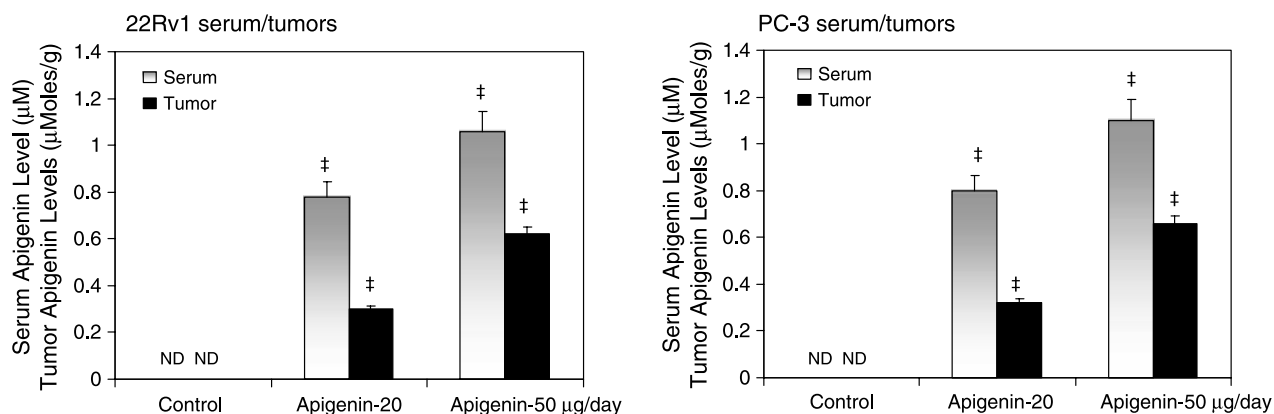 22Rv1 serum/tumors
Serum Apigenin Level (μM)
Tumor Apigenin Levels (μMoles/g)
1.4
1.2
1
0.8
0.6
0.4
0.2
0
Serum
Tumor
‡
‡
‡
‡
ND ND
Control
Apigenin-20
Apigenin-50 μg/day
PC-3 serum/tumors
Serum Apigenin Level (μM)
Tumor Apigenin Levels (μMoles/g)
1.4
1.2
1
0.8
0.6
0.4
0.2
0
Serum
Tumor
‡
‡
‡
‡
ND ND
Control
Apigenin-20
Apigenin-50 μg/day